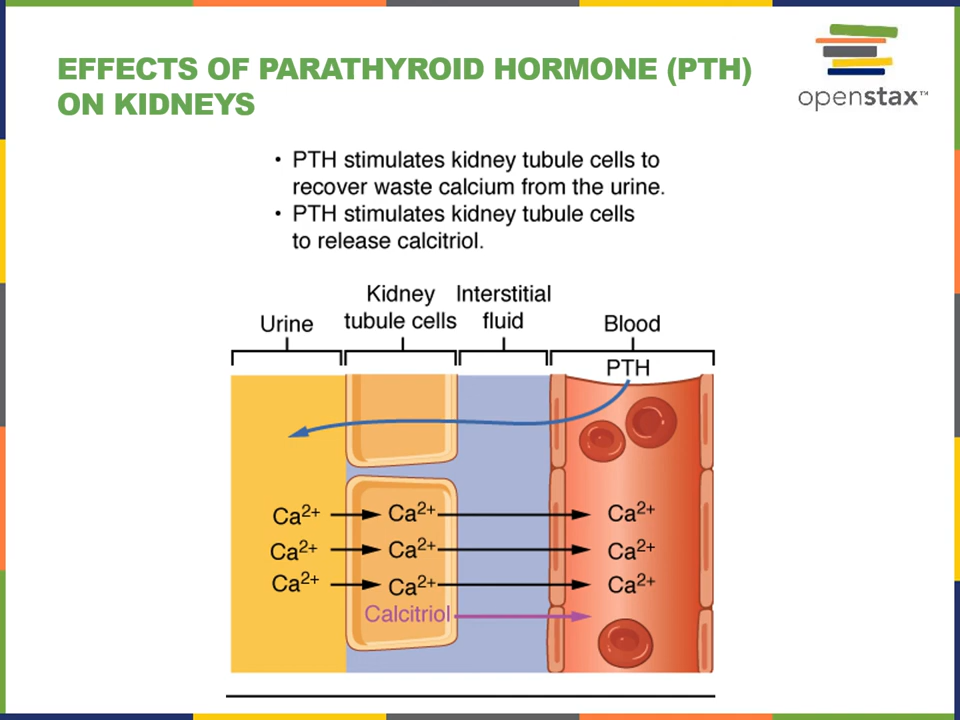 EFFECTS OF PARATHYROID HORMONE (PTH)
ON KIDNEYS
openstax™
• PTH stimulates kidney tubule cells to
recover waste calcium from the urine.
• PTH stimulates kidney tubule cells
to release calcitriol.
Urine
Kidney
tubule cells
Interstitial
fluid
Blood
PTH
Ca²⁺ Ca²⁺ Ca²⁺
Ca²⁺ Ca²⁺ Ca²⁺
Ca²⁺ Ca²⁺ Ca²⁺
Calcitriol